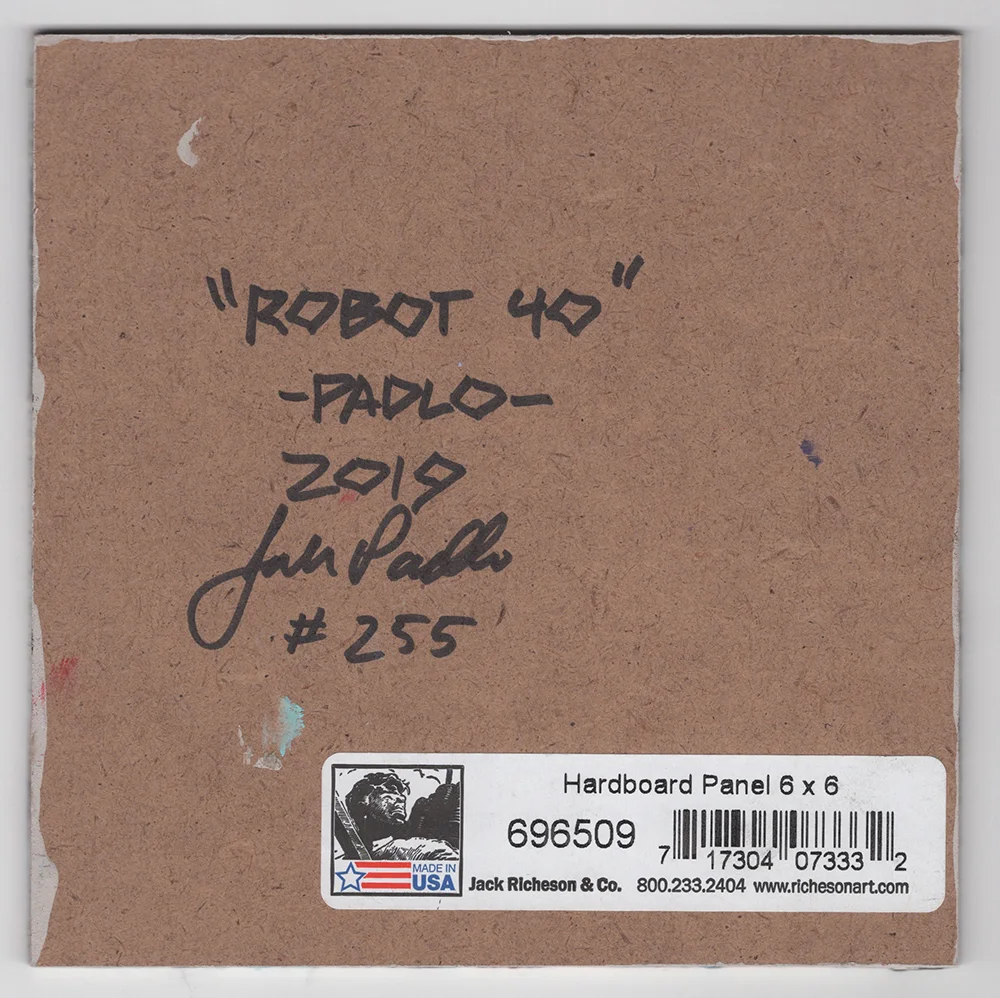 "ROBOT 40"
-PADLO-
2019
Padlo
# 255
Hardboard Panel 6 x 6
696509
7 17304 07333 2
MADE IN
USA
Jack Richeson & Co. 800.233.2404 www.richesonart.com